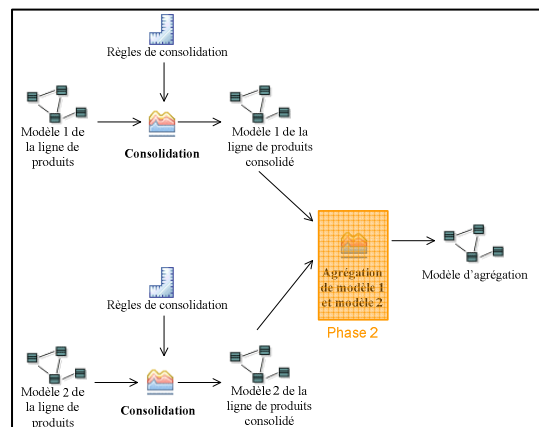 Règles de consolidation
Modèle 1 de
la ligne de
produits
Consolidation
Modèle 1 de la
ligne de produits
consolidé
Agrégation
de modèle 1
et modèle 2
Phase 2
Modèle d'agrégation
Règles de consolidation
Modèle 2 de
la ligne de
produits
Consolidation
Modèle 2 de la
ligne de produits
consolidé